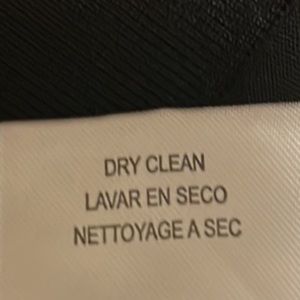 DRY CLEAN
LAVAR EN SECO
NETTOYAGE A SEC